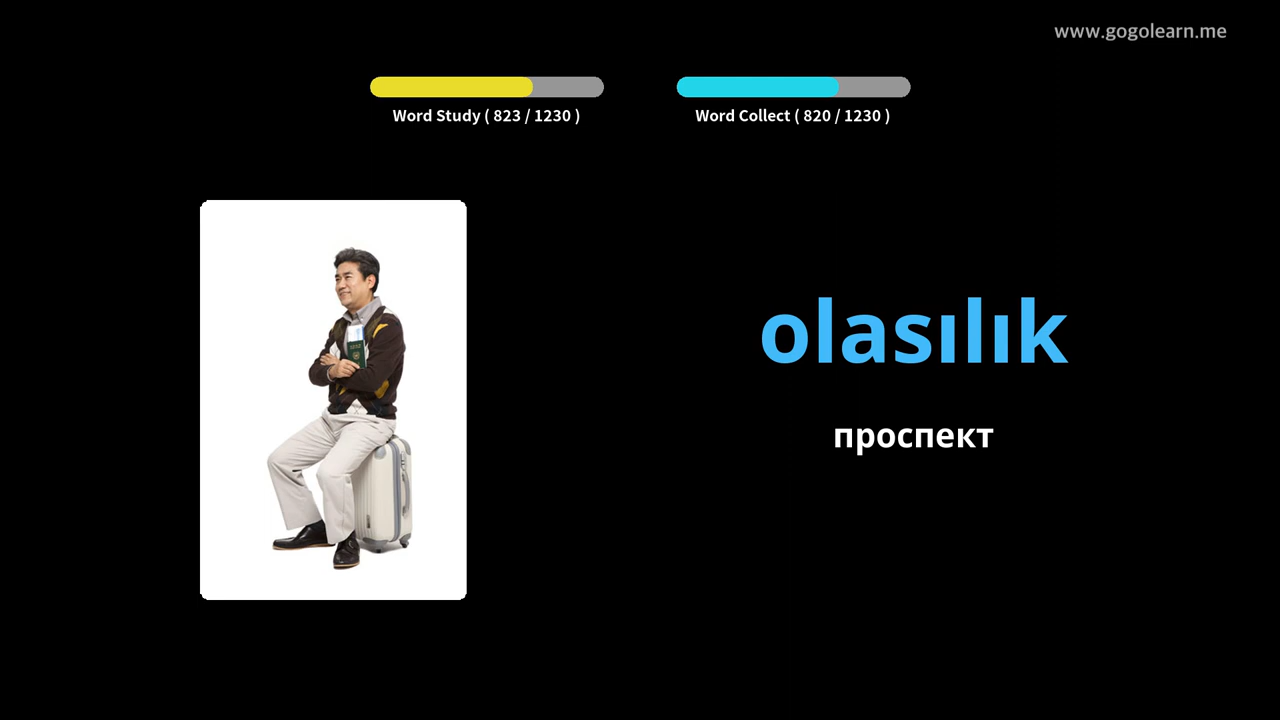 www.gogolearn.me
Word Study ( 823 / 1230 )
Word Collect ( 820 / 1230 )
olasılık
проспект